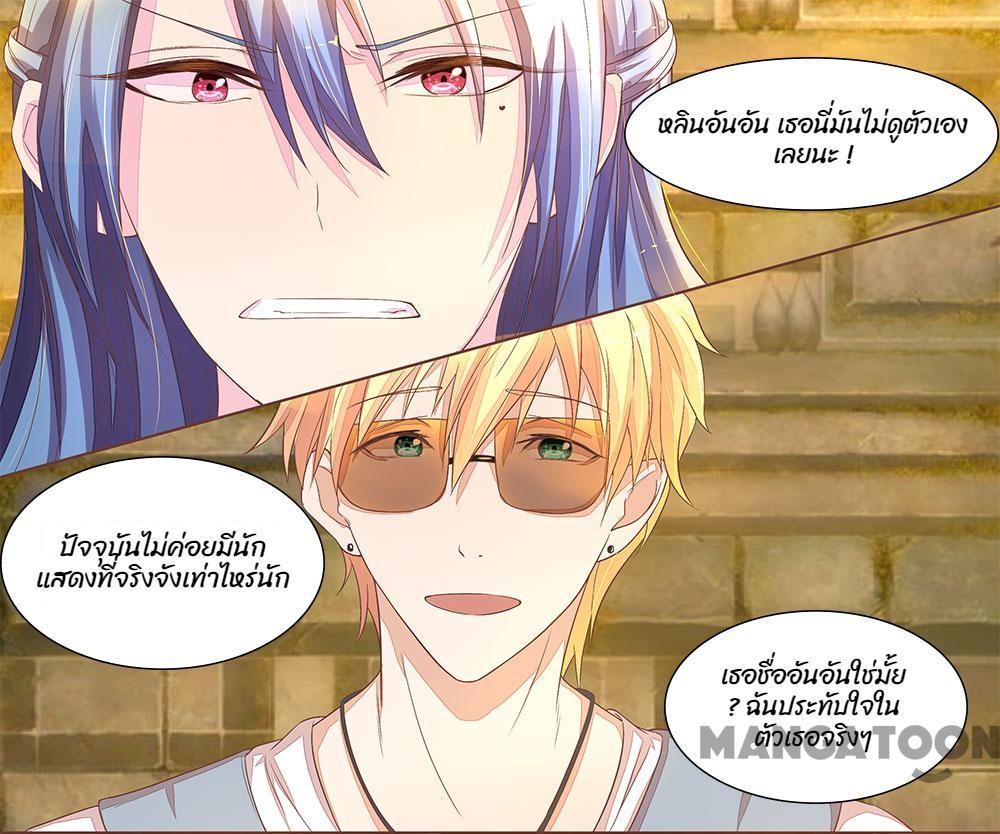 หลินอันอัน เธอนี่มันไม่ดูตัวเอง
เลยนะ !
ปัจจุบันไม่ค่อยมีนัก
แสดงที่จริงจังเท่าไหร่นัก
เธอชื่ออันอันใช่มั้ย
? ฉันประทับใจใน
ตัวเธอจริงๆ
MANGATOON